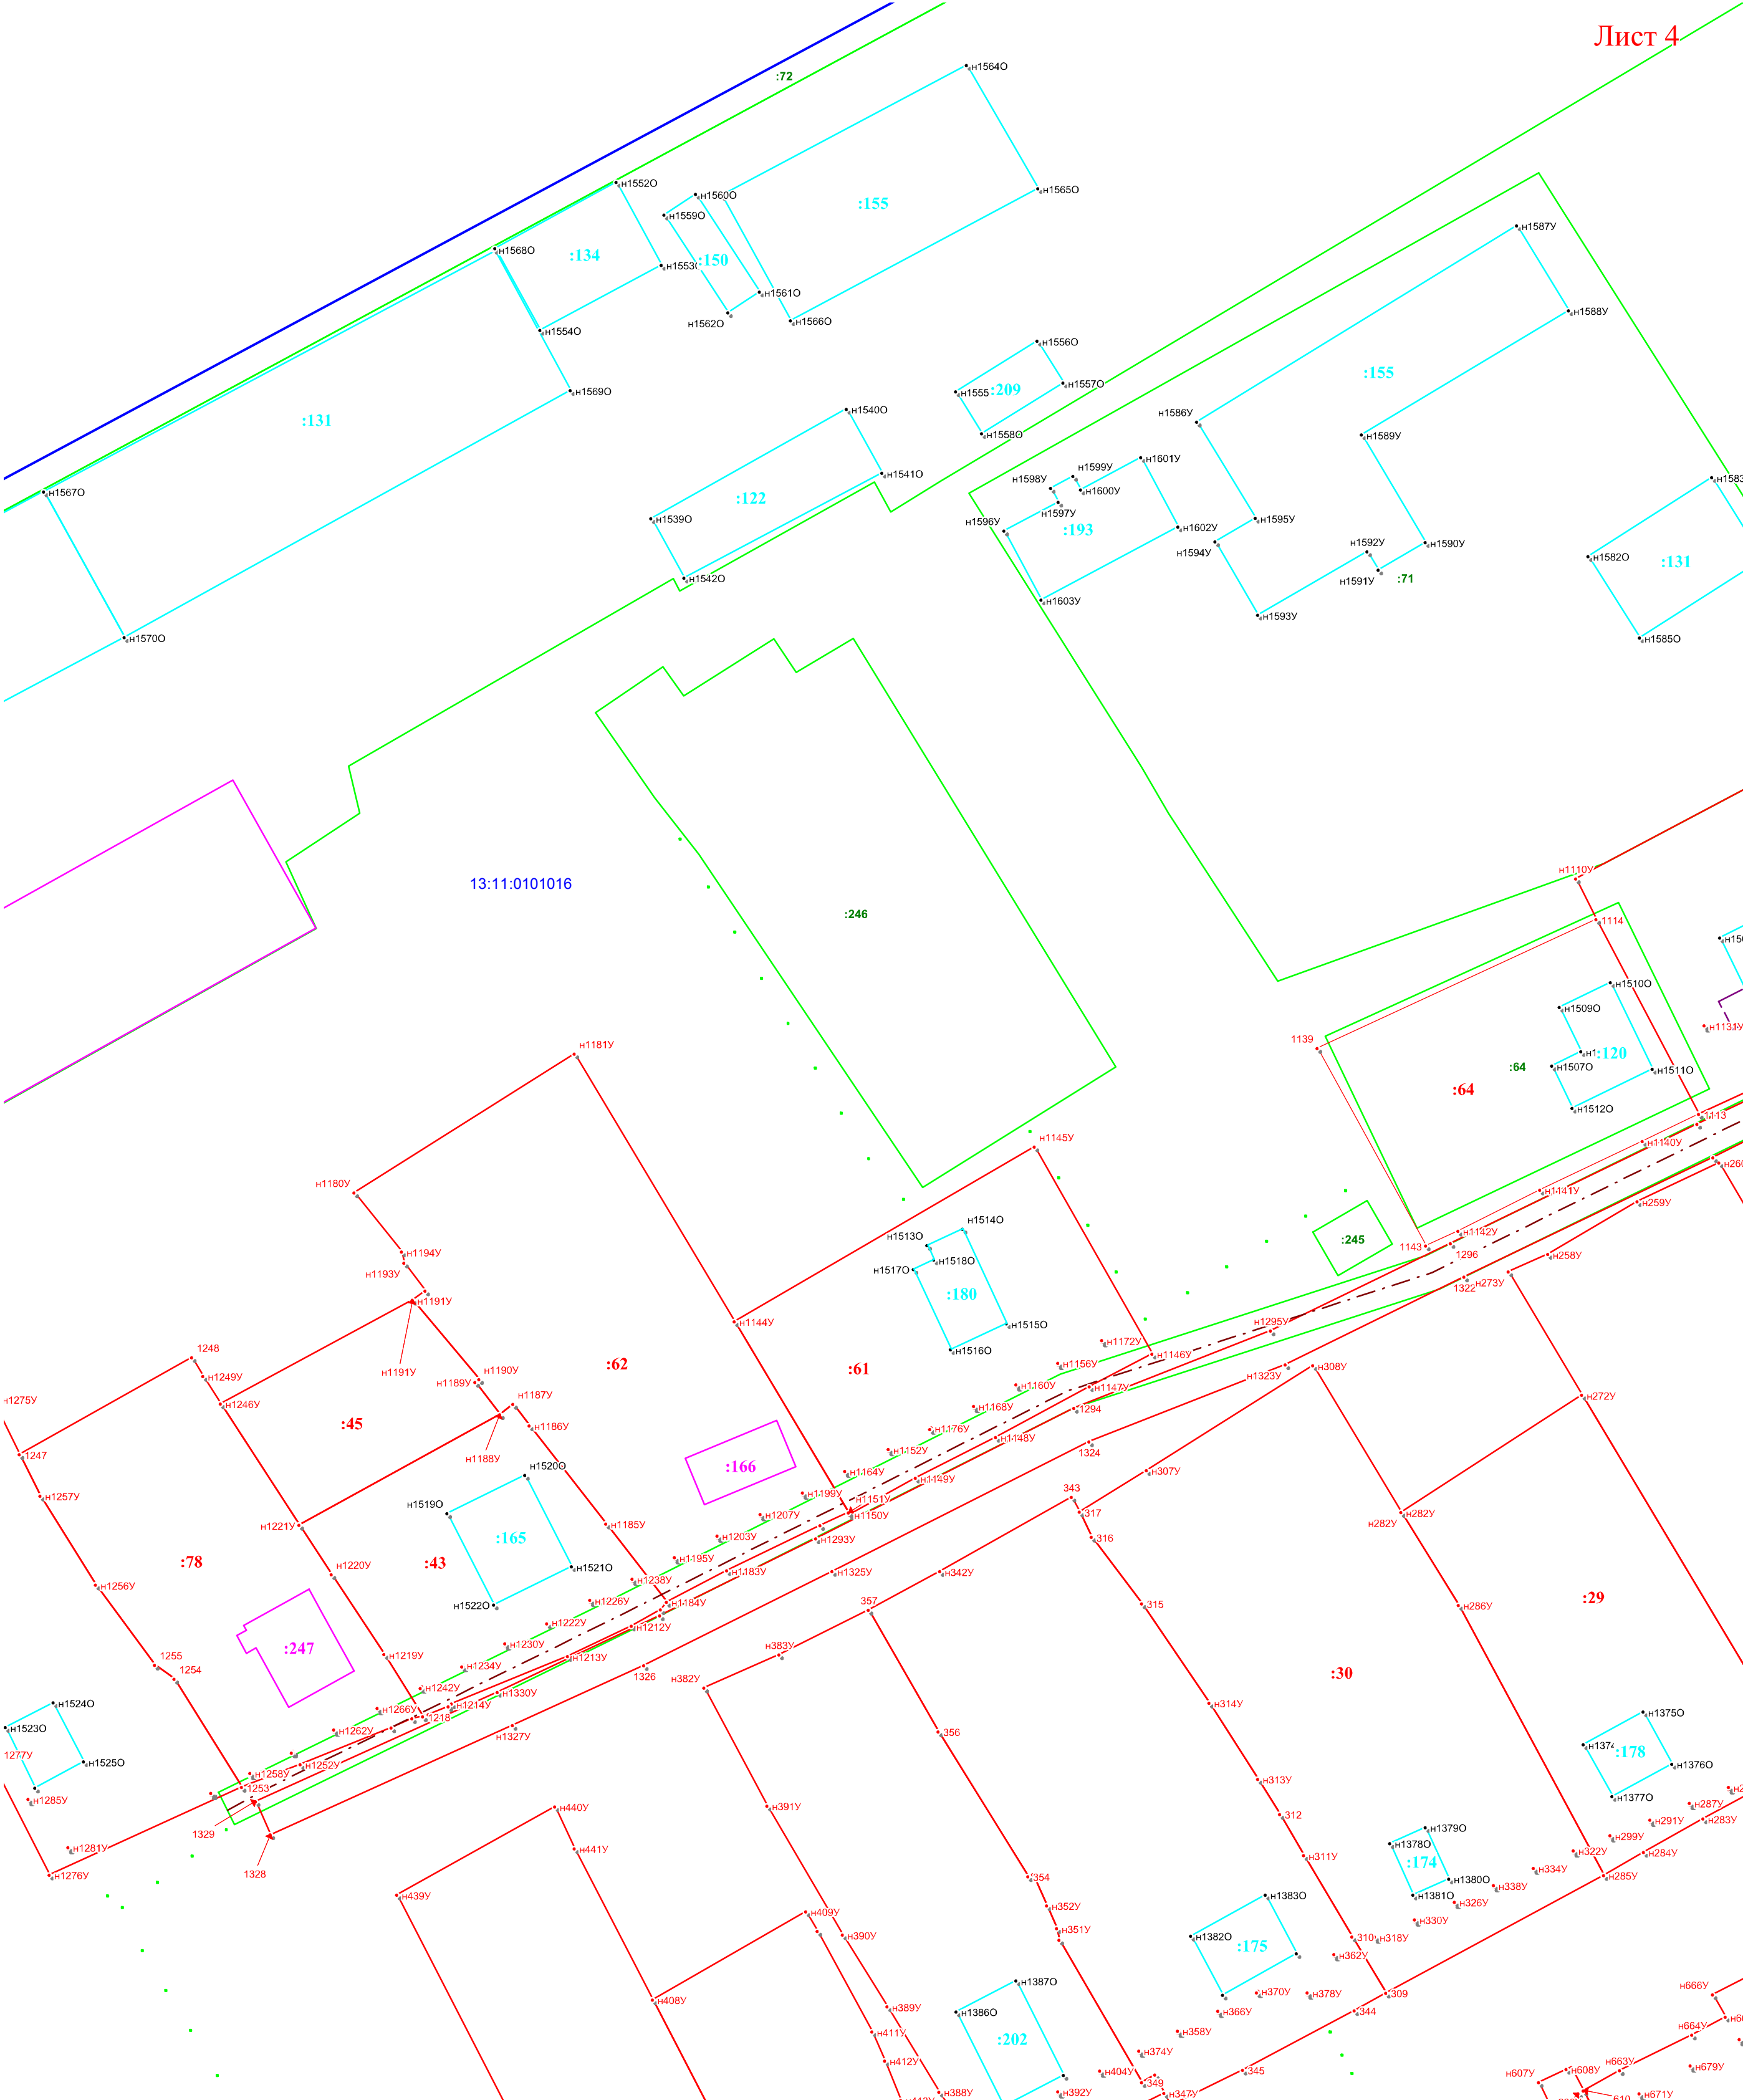 Лист 4
:72
н1564О
н1552О
н1560О
н1565О
н1559О
:155
н1568О
:134
:150
н1587У
н1561О
н1562О
н1566О
н1588У
н1554О
н1556О
н1557О
:209
н1555
н1569О
:155
н1540О
н1586У
:131
н1558О
н1589У
н1601У
н1541О
н1599У
н1598У
н1600У
н1567О
:122
н1597У
н1539О
н1596У
:193
н1602У
н1595У
н1594У
н1592У
н1590У
н1582О
:131
н1591У
:71
н1542О
н1603У
н1593У
н1570О
н1585О
н1110У
13:11:0101016
:246
1114
н1510О
н1509О
н1131У
1139
н1181У
:120
:64
н1507О
н1511О
:64
н1512О
1113
н1145У
н1140У
н1180У
н1141У
н259У
н1514О
н1513О
н1142У
:245
1143
н1194У
1296
н258У
н1193У
н1518О
н1517О
1322
н273У
:180
н1191У
н1144У
н1515О
н1295У
н1172У
1248
н1516О
н1146У
н1156У
:62
:61
н308У
н1191У
н1249У
н1190У
н1323У
н1189У
н1160У
н1147У
н272У
н1275У
н1246У
н1187У
н1168У
1294
:45
н1186У
н1176У
н1148У
1247
н1188У
н1152У
1324
:166
н1164У
н307У
н1520О
н1149У
н1257У
343
н1199У
н1151У
н1519О
317
н282У
н282У
н1207У
н1150У
н1221У
н1185У
н1203У
н1293У
316
:165
:78
:43
н1195У
н1521О
н1220У
н1183У
н1325У
н342У
н1256У
н1238У
:29
н1522О
н1226У
н1184У
357
315
н286У
н1222У
н1212У
:247
н1230У
н1219У
н383У
1255
н1234У
н1213У
1326
:30
1254
н382У
н1242У
н1330У
н1524О
н314У
н1266У
н1214У
н1375О
1218
н1523О
н1262У
н1327У
356
:178
1277У
н1525О
н1252У
н1376О
н1258У
н313У
1253
н1377О
н1285У
н287У
н440У
н391У
312
н283У
н291У
1329
н1379О
н1378О
н299У
н1281У
1328
н441У
н311У
н322У
н284У
:174
н1276У
354
н334У
н285У
н1380О
н338У
н439У
н1383О
н1381О
н326У
н352У
н409У
н330У
н351У
н390У
н1382О
310
н318У
:175
н362У
н1387О
н370У
н378У
309
н666У
н408У
н389У
н1386О
н366У
344
н411У
н358У
н664У
:202
н374У
н412У
н404У
345
н663У
н679У
н608У
349
н607У
н388У
н392У
н347У
н671У